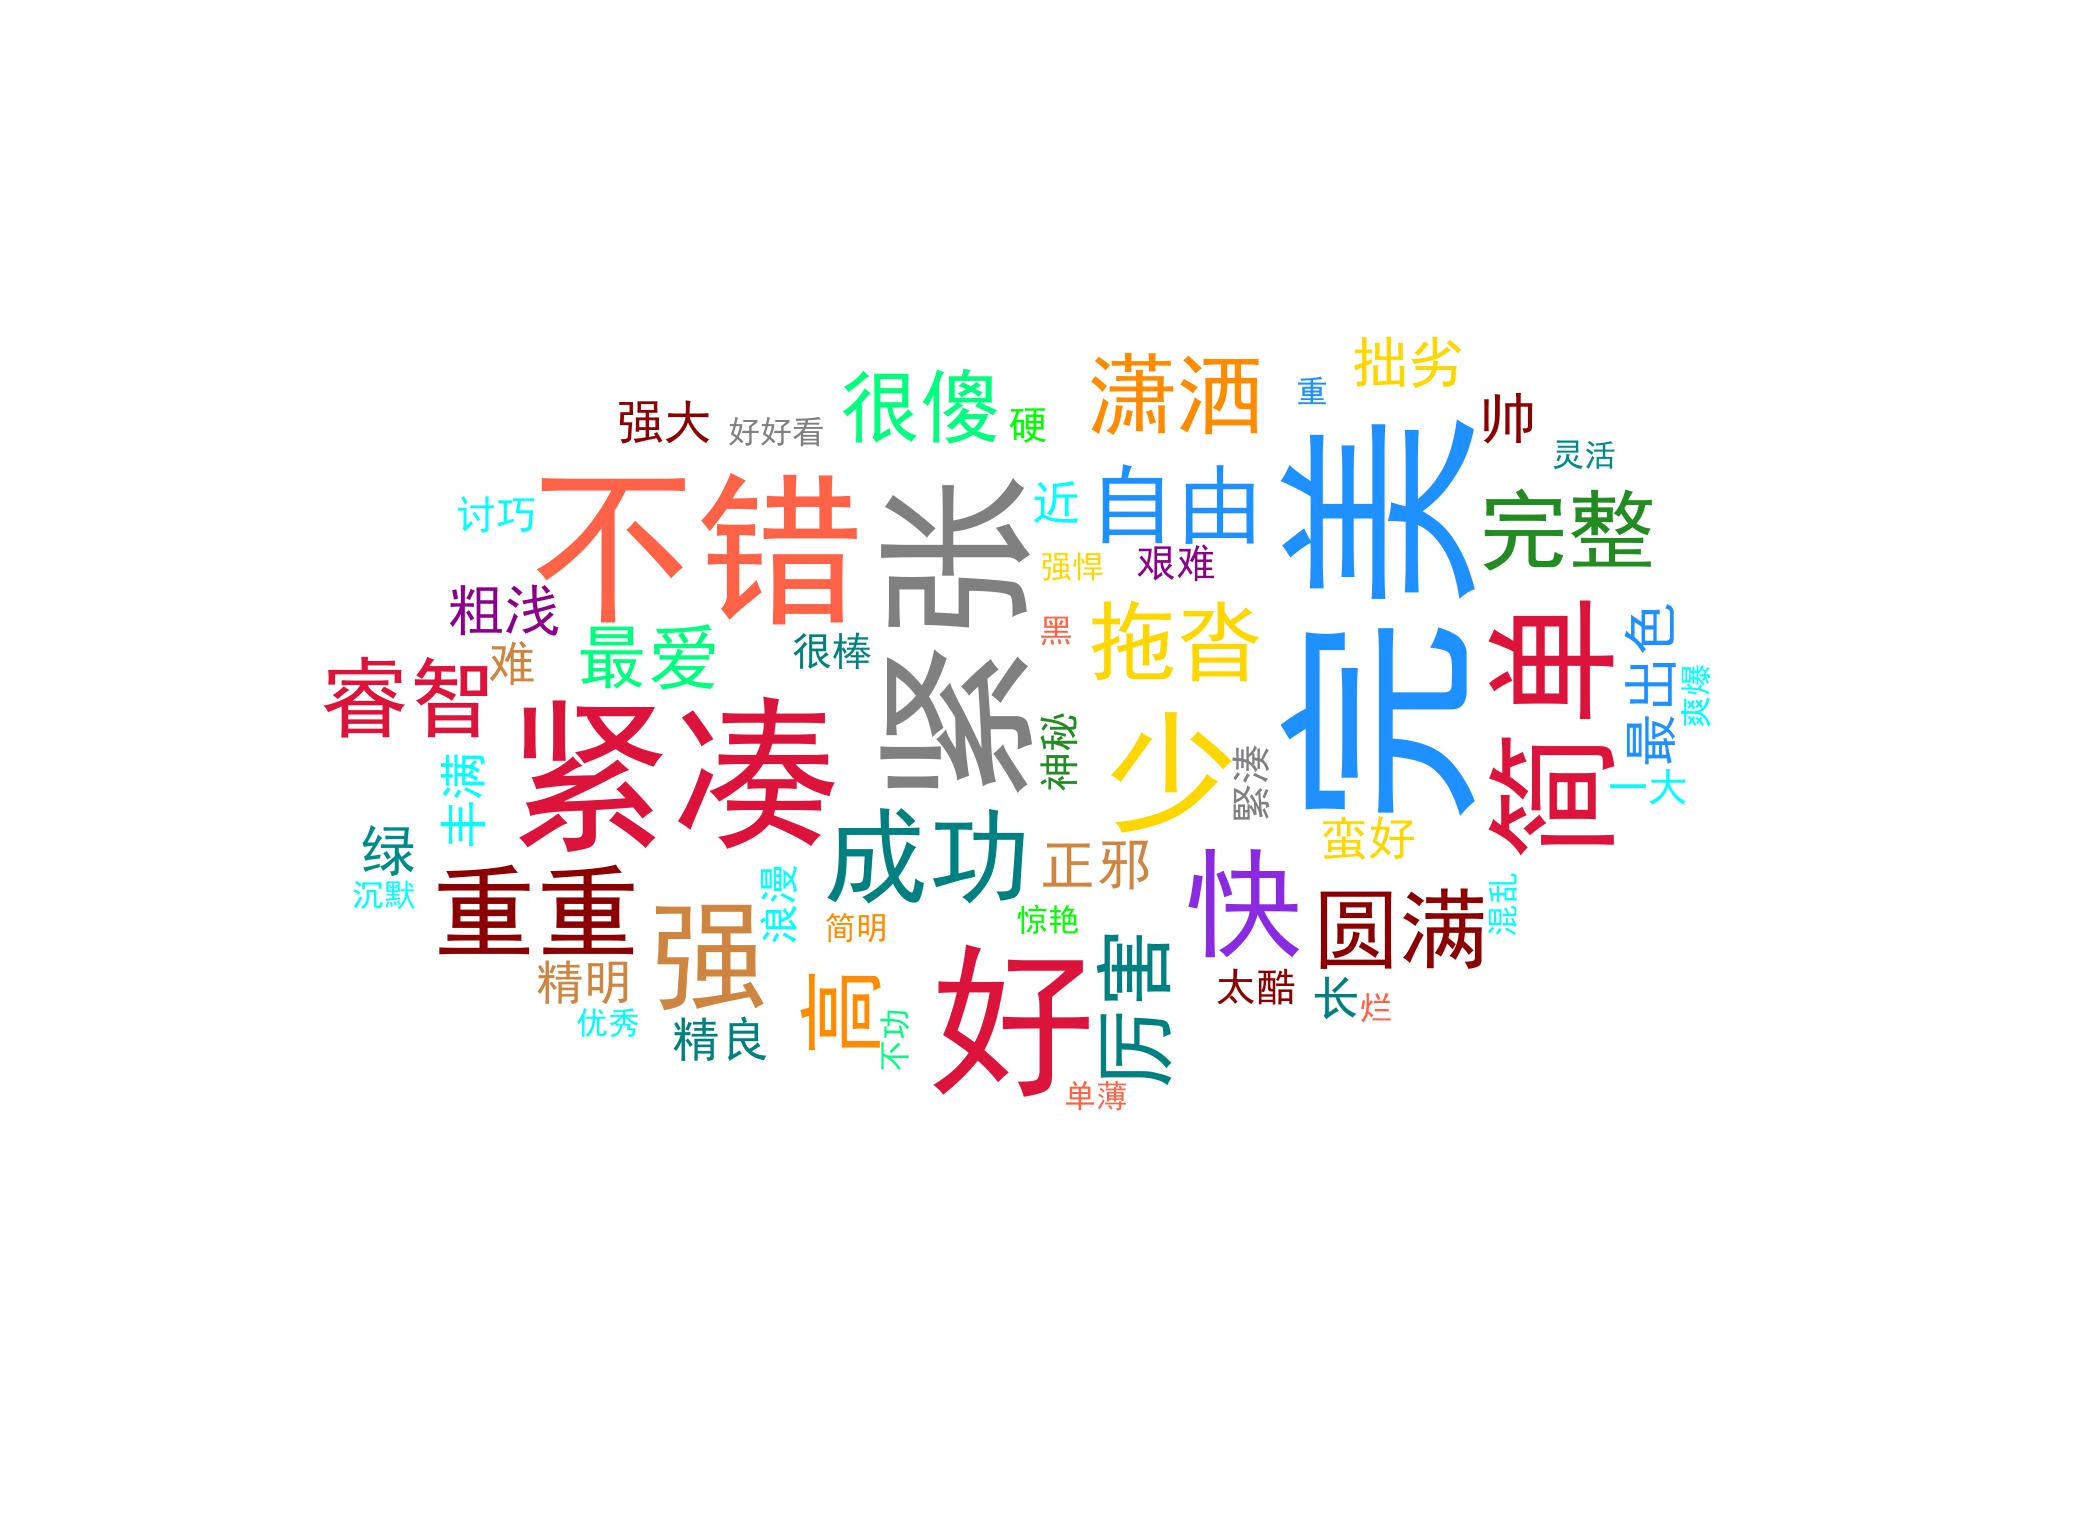 拙劣
潇洒
重
很傻
帅
强大
好好看
硬
灵活
自由
完美
完整
讨巧
不错
紧张
近
强悍
艰难
粗浅
最爱
很棒
黑
拖沓
简单
最出色
难
睿智
爽爆
紧凑
神秘
少
緊凑
一大
丰满
绿
成功
正邪
蛮好
沉默
重重
浪漫
快
圆满
混乱
强
简明
惊艳
厉害
精明
高
好
太酷
长
烂
优秀
精良
不功
单薄